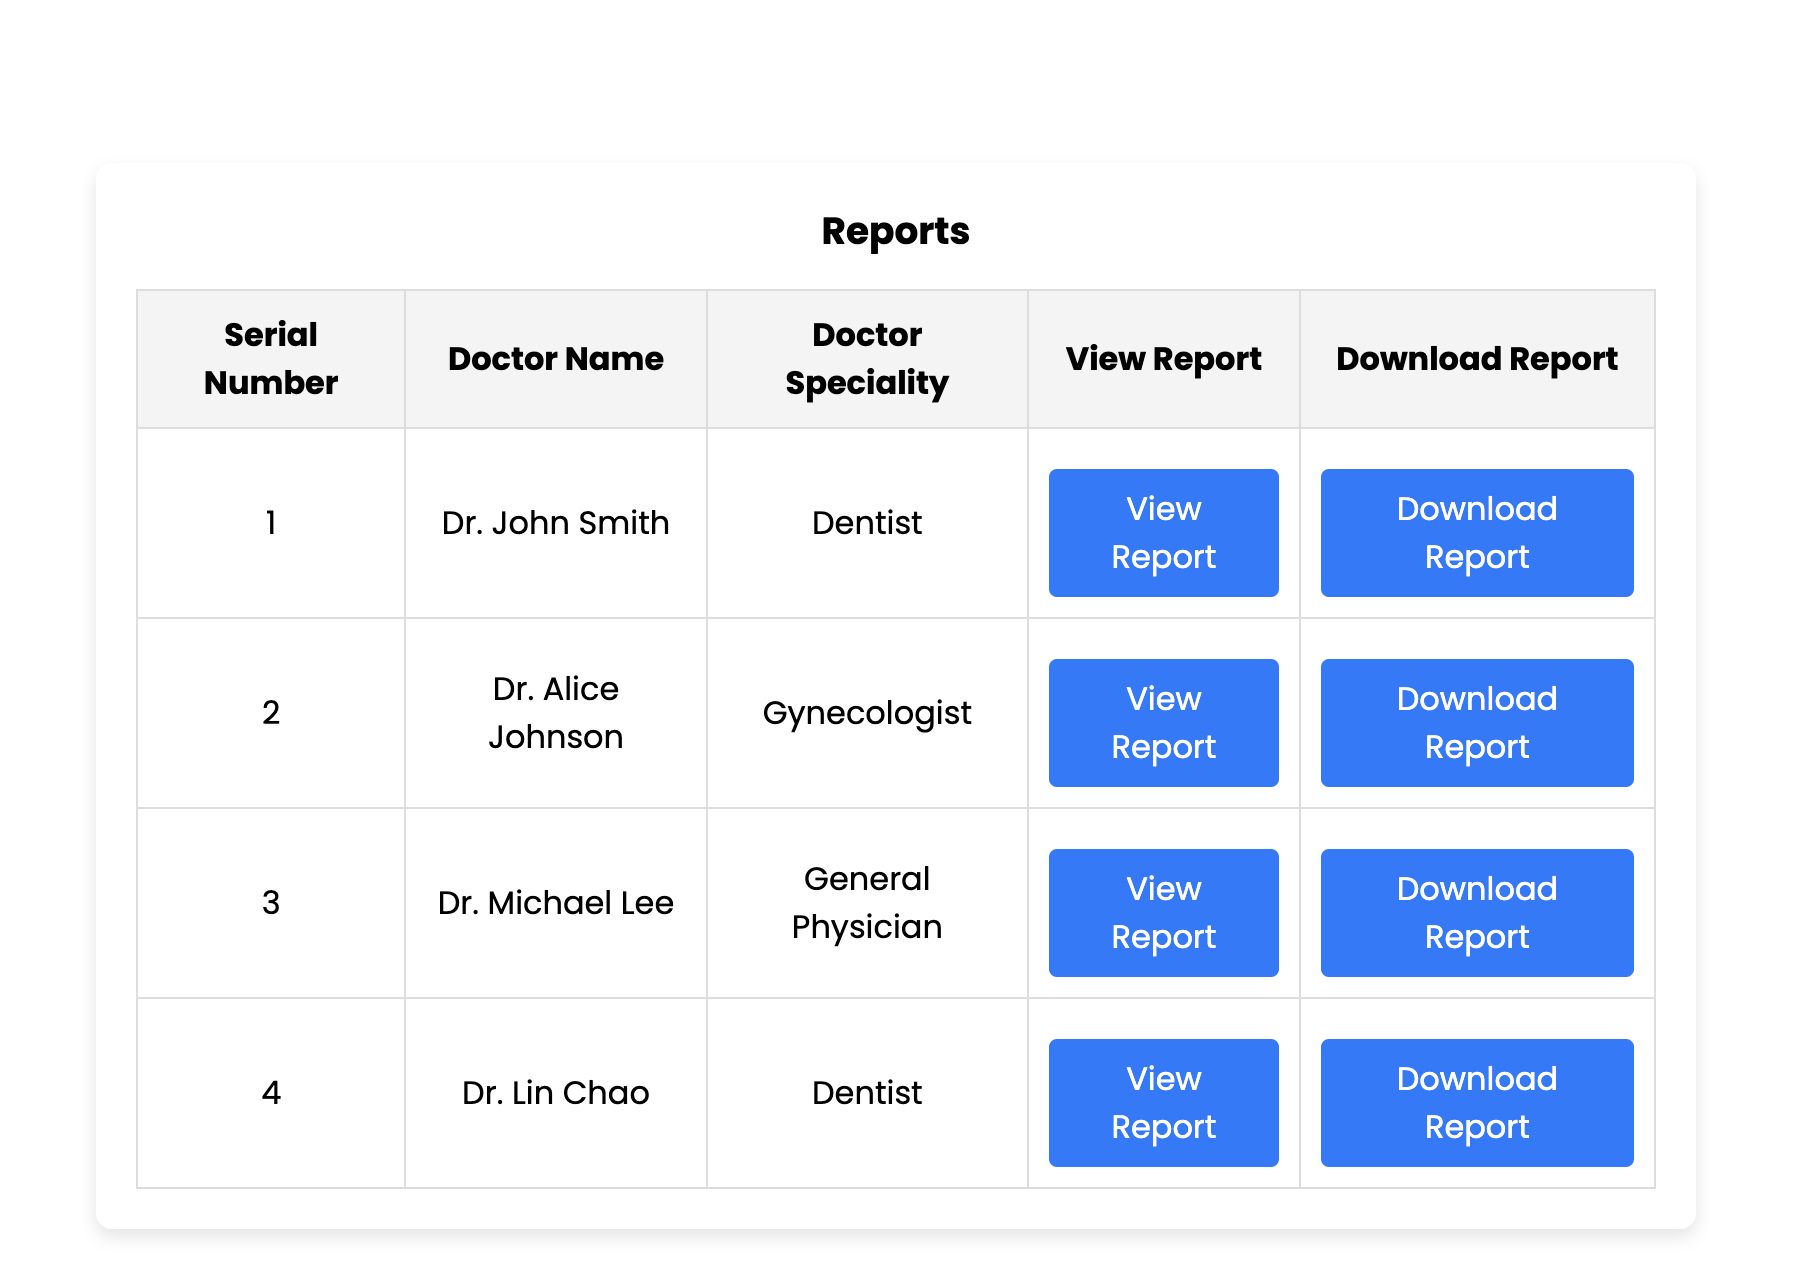 Reports
Serial
Number
Doctor Name
Doctor
Speciality
View Report
Download Report
1
Dr. John Smith
Dentist
View
Report
Download
Report
2
Dr. Alice
Johnson
Gynecologist
View
Report
Download
Report
3
Dr. Michael Lee
General
Physician
View
Report
Download
Report
4
Dr. Lin Chao
Dentist
View
Report
Download
Report